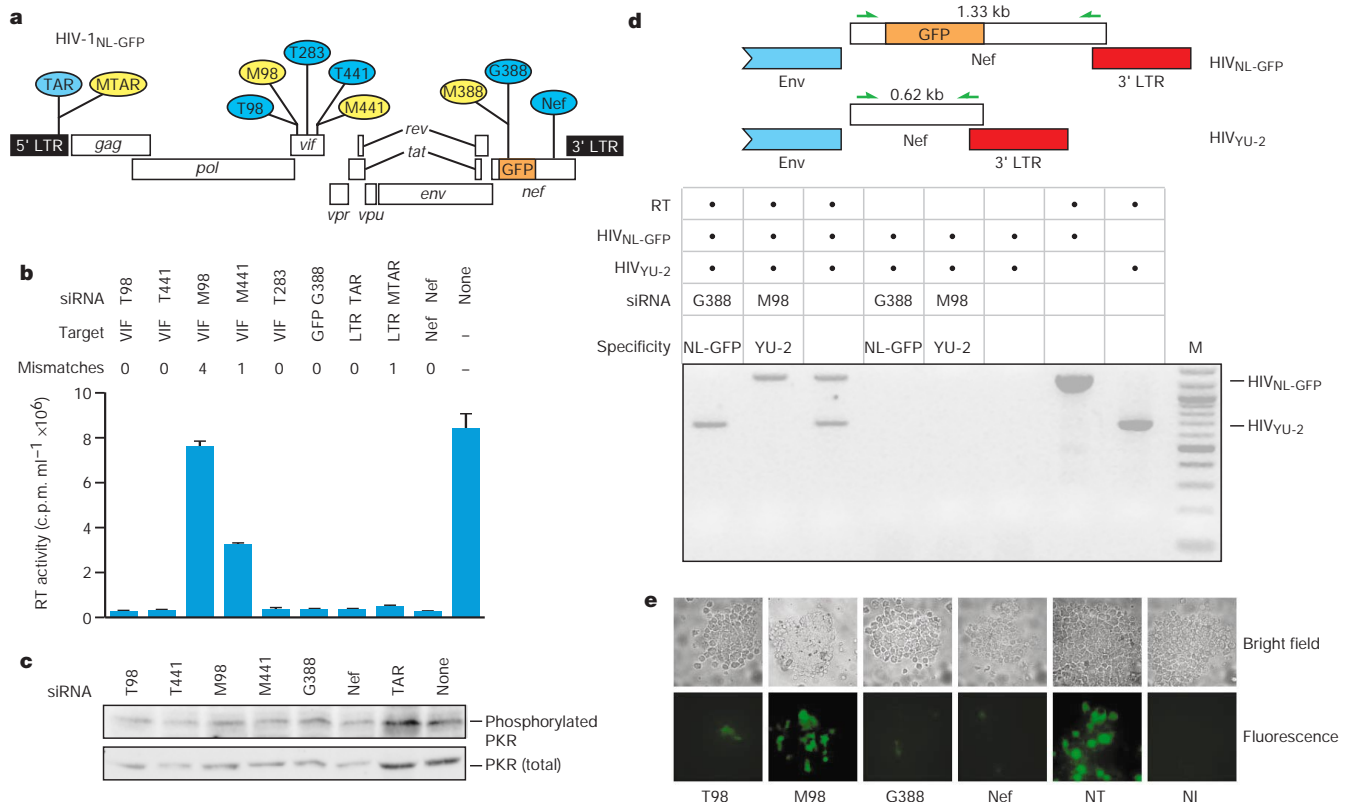 a
HIV-1NL-GFP
TAR MTAR
M98 T283 T441
T98 M441
M388 G388 Nef
5' LTR gag vif rev GFP 3' LTR
pol tat
vpr vpu env nef
b
siRNA T98 T441 M98 M441 T283 G388 TAR MTAR Nef None
Target VIF VIF VIF VIF VIF GFP LTR LTR Nef –
Mismatches 0 0 4 1 0 0 0 1 0 –
RT activity (c.p.m. ml–1 ×106)
10
8
6
4
2
0
c
siRNA T98 T441 M98 M441 G388 Nef TAR None
Phosphorylated
PKR
PKR (total)
d
1.33 kb
GFP
Nef HIVNL-GFP
Env 3' LTR
0.62 kb
Nef HIVYU-2
Env 3' LTR
RT • • • • •
HIVNL-GFP • • • • • • •
HIVYU-2 • • • • • • •
siRNA G388 M98 G388 M98
Specificity NL-GFP YU-2 NL-GFP YU-2 M
HIVNL-GFP
HIVYU-2
e
Bright field
Fluorescence
T98 M98 G388 Nef NT NI